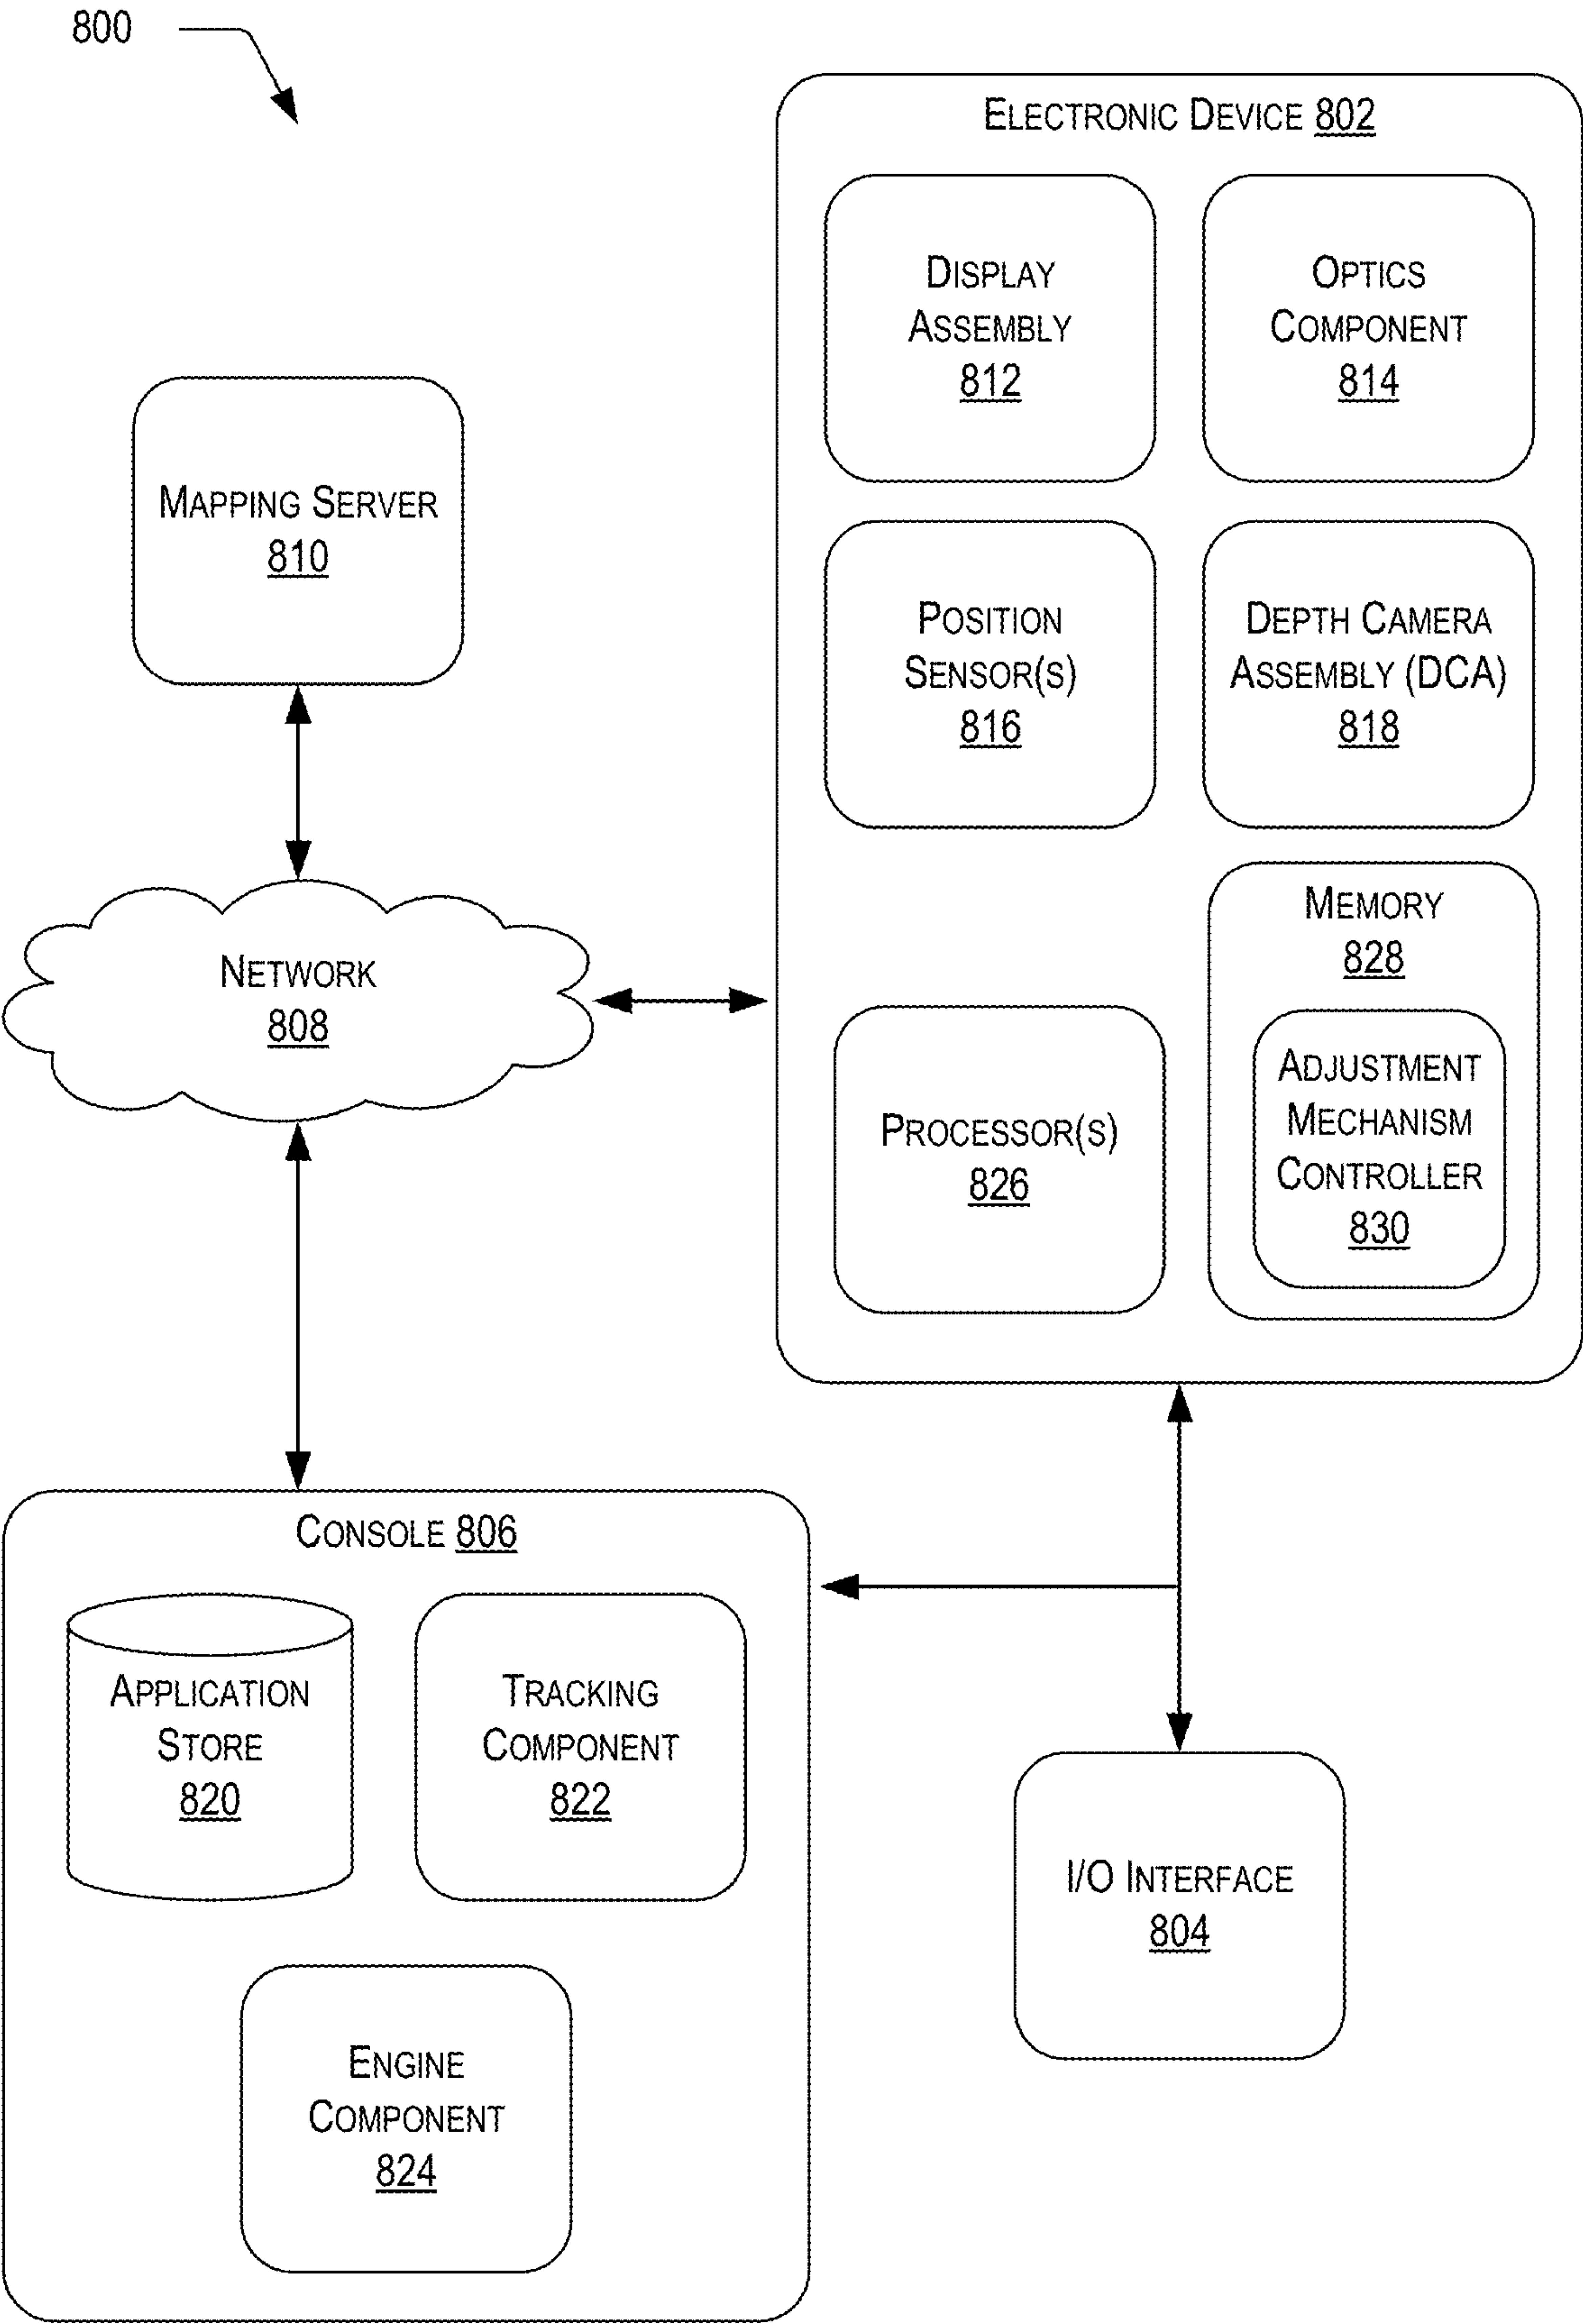 800
ELECTRONIC DEVICE 802
DISPLAY
ASSEMBLY
812
OPTICS
COMPONENT
814
MAPPING SERVER
810
POSITION
SENSOR(S)
816
DEPTH CAMERA
ASSEMBLY (DCA)
818
NETWORK
808
PROCESSOR(S)
826
MEMORY
828
ADJUSTMENT
MECHANISM
CONTROLLER
830
CONSOLE 806
APPLICATION
STORE
820
TRACKING
COMPONENT
822
I/O INTERFACE
804
ENGINE
COMPONENT
824